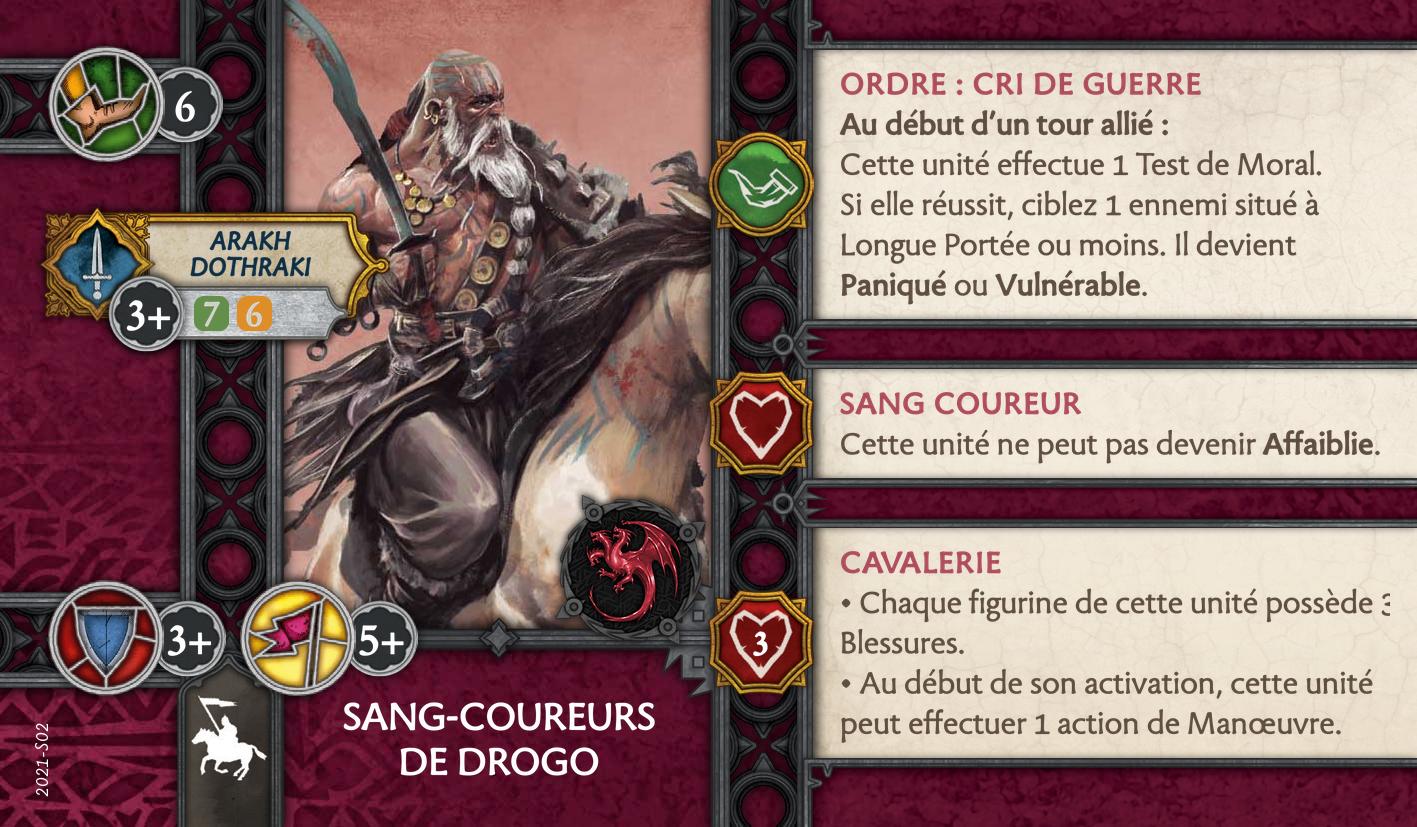 6
ARAKH
DOTHRAKI
3+ 7 6
3+
5+
SANG-COUREURS
DE DROGO
2021-S02
ORDRE : CRI DE GUERRE
Au début d’un tour allié :
Cette unité effectue 1 Test de Moral.
Si elle réussit, ciblez 1 ennemi situé à
Longue Portée ou moins. Il devient
Paniqué ou Vulnérable.
SANG COUREUR
Cette unité ne peut pas devenir Affaiblie.
3
CAVALERIE
• Chaque figurine de cette unité possède 3
Blessures.
• Au début de son activation, cette unité
peut effectuer 1 action de Manœuvre.